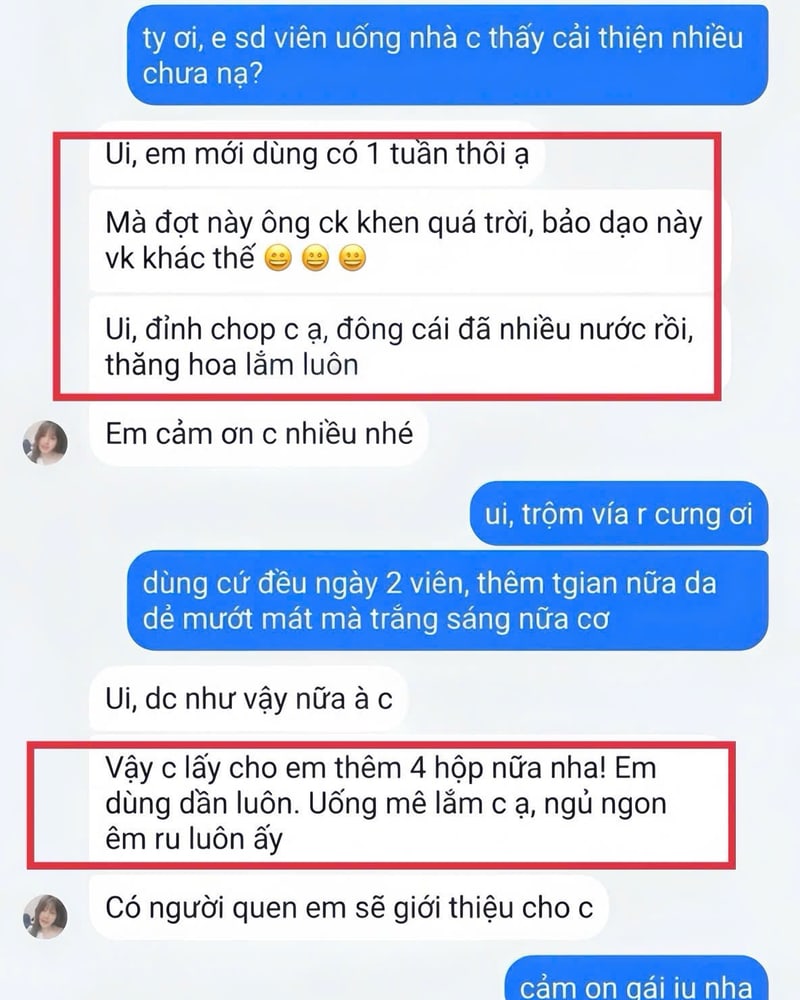 ty ơi, e sd viên uống nhà c thấy cải thiện nhiều
chưa nạ?
Ui, em mới dùng có 1 tuần thôi ạ
Mà đợt này ông ck khen quá trời, bảo dạo này
vk khác thế 😀 😀 😀
Ui, đỉnh chop c ạ, đông cái đã nhiều nước rồi,
thăng hoa lắm luôn
Em cảm ơn c nhiều nhé
ui, trộm vía r cưng ơi
dùng cứ đều ngày 2 viên, thêm tgian nữa da
dẻ mướt mát mà trắng sáng nữa cơ
Ui, dc như vậy nữa à c
Vậy c lấy cho em thêm 4 hộp nữa nha! Em
dùng dần luôn. Uống mê lắm c ạ, ngủ ngon
êm ru luôn ấy
Có người quen em sẽ giới thiệu cho c
cảm on gái iu nha